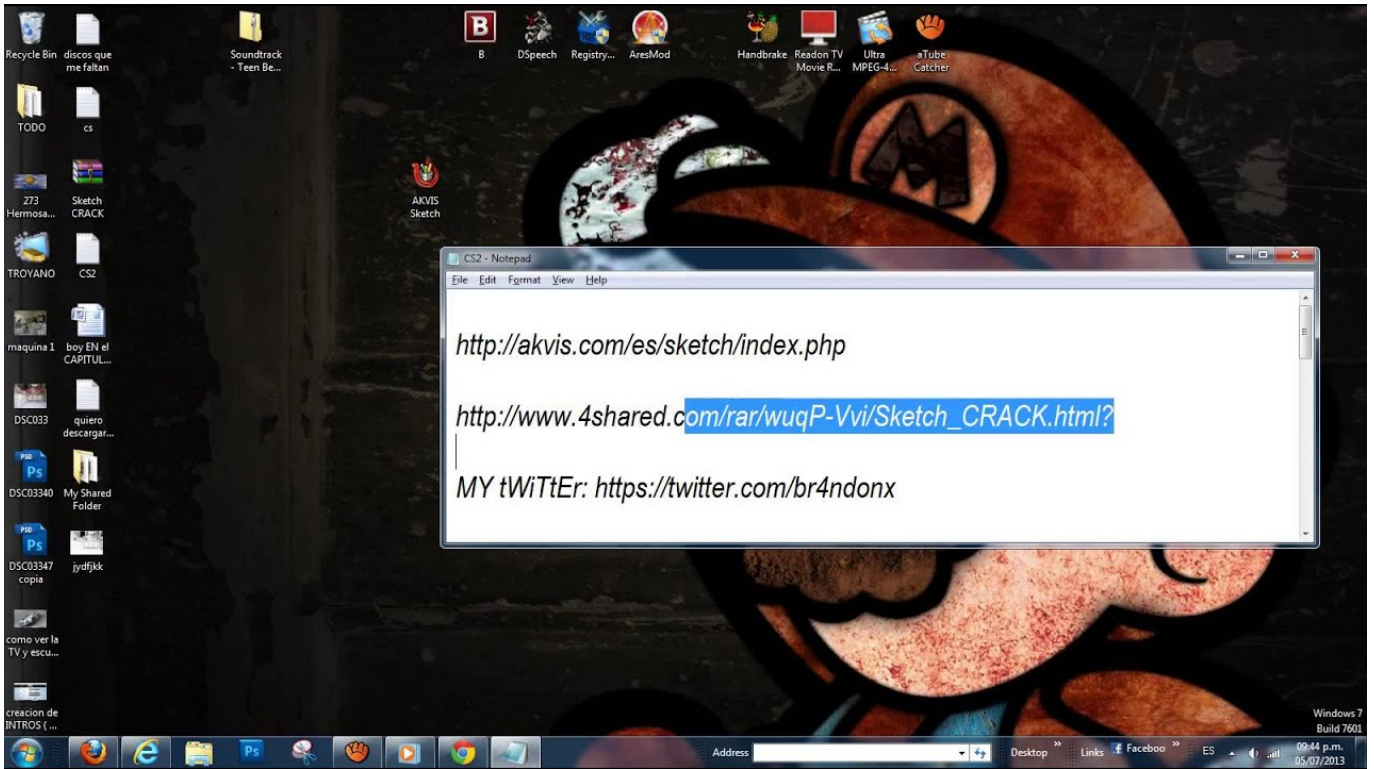 Recycle Bin
discos que
me faltan
Soundtrack
- Teen Be...
B
B
DSpeech
Registry...
AresMod
Handbrake
Readon TV
Movie R...
Ultra
MPEG-4...
aTube
Catcher
TODO
cs
273
Hermosa...
Sketch
CRACK
AKVIS
Sketch
M
TROYANO
CS2
CS2 - Notepad
File Edit Format View Help
http://akvis.com/es/sketch/index.php
http://www.4shared.com/rar/wuqP-Vvi/Sketch_CRACK.html?
MY tWiTtEr: https://twitter.com/br4ndonx
maquina 1
boy EN el
CAPITUL...
DSC033
quiero
descargar...
PSD
Ps
DSC03340
My Shared
Folder
PSD
Ps
DSC03347
copia
jydfjkk
como ver la
TV y escu...
creacion de
INTROS ( ...
Windows 7
Build 7601
Ps
Address
Desktop »
Links
Faceboo »
ES
09:44 p.m.
05/07/2013